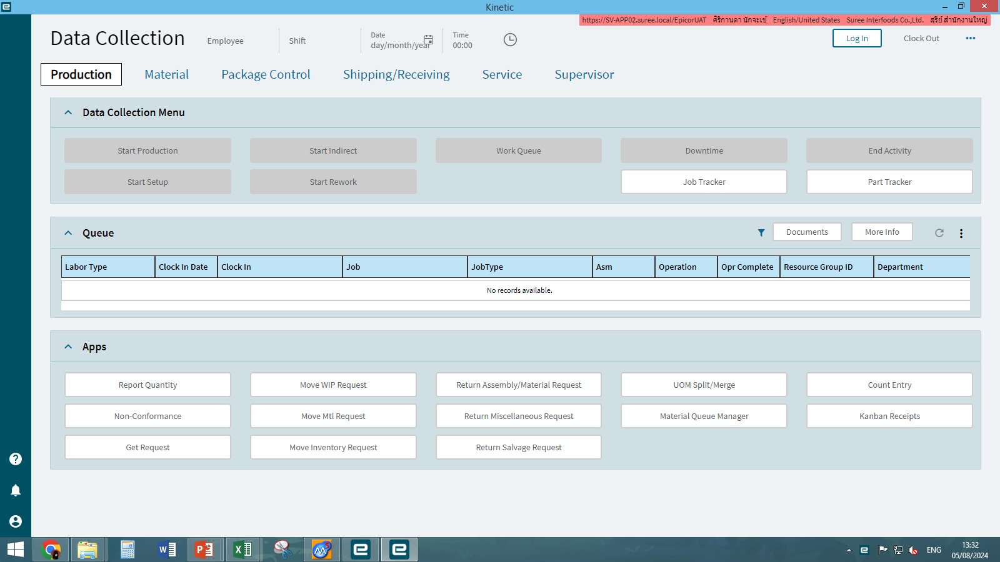 Kinetic
https://SV-APP02.suree.local/EpicorUAT ศิริกานดา นักจะเข้ English/United States Suree Interfoods Co.,Ltd. สุรีย์ สำนักงานใหญ่
Data Collection
Employee
Shift
Date
day/month/year
Time
00:00
Log In
Clock Out
Production
Material
Package Control
Shipping/Receiving
Service
Supervisor
Data Collection Menu
Start Production
Start Indirect
Work Queue
Downtime
End Activity
Start Setup
Start Rework
Job Tracker
Part Tracker
Queue
Documents
More Info
Labor Type
Clock In Date
Clock In
Job
JobType
Asm
Operation
Opr Complete
Resource Group ID
Department
No records available.
Apps
Report Quantity
Move WIP Request
Return Assembly/Material Request
UOM Split/Merge
Count Entry
Non-Conformance
Move Mtl Request
Return Miscellaneous Request
Material Queue Manager
Kanban Receipts
Get Request
Move Inventory Request
Return Salvage Request
ENG
13:32
05/08/2024